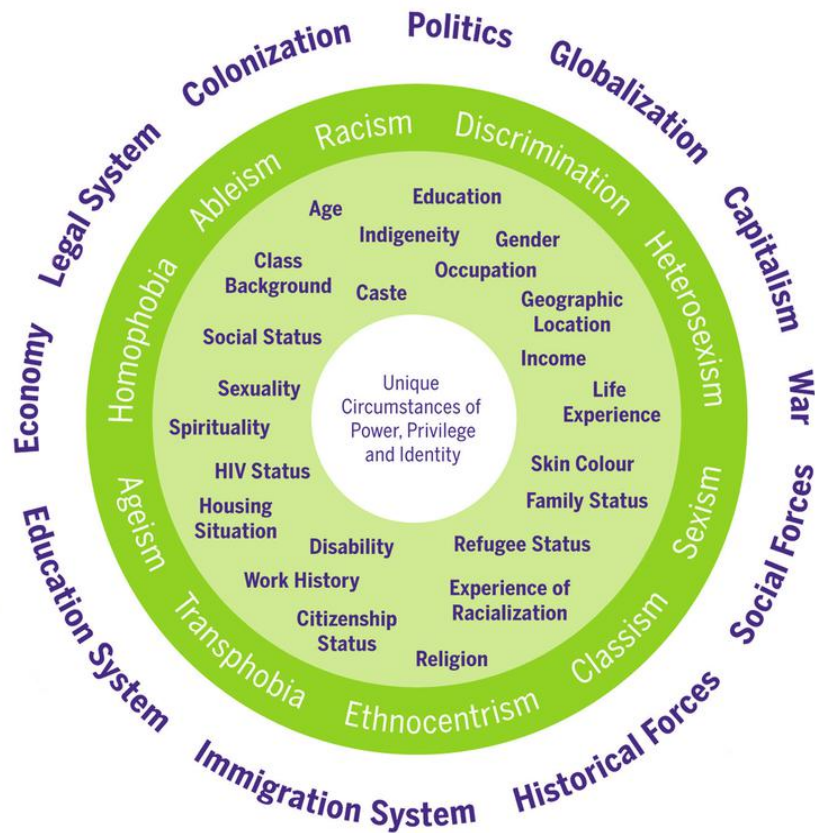 Politics
Globalization
Capitalism
War
Social Forces
Historical Forces
Immigration System
Education System
Economy
Legal System
Colonization
Racism
Discrimination
Heterosexism
Sexism
Classism
Ethnocentrism
Transphobia
Ageism
Homophobia
Ableism
Age
Education
Indigeneity
Gender
Class
Background
Occupation
Caste
Geographic
Location
Social Status
Income
Sexuality
Life
Experience
Spirituality
HIV Status
Skin Colour
Housing
Situation
Family Status
Disability
Refugee Status
Work History
Experience of
Racialization
Citizenship
Status
Religion
Unique
Circumstances of
Power, Privilege
and Identity